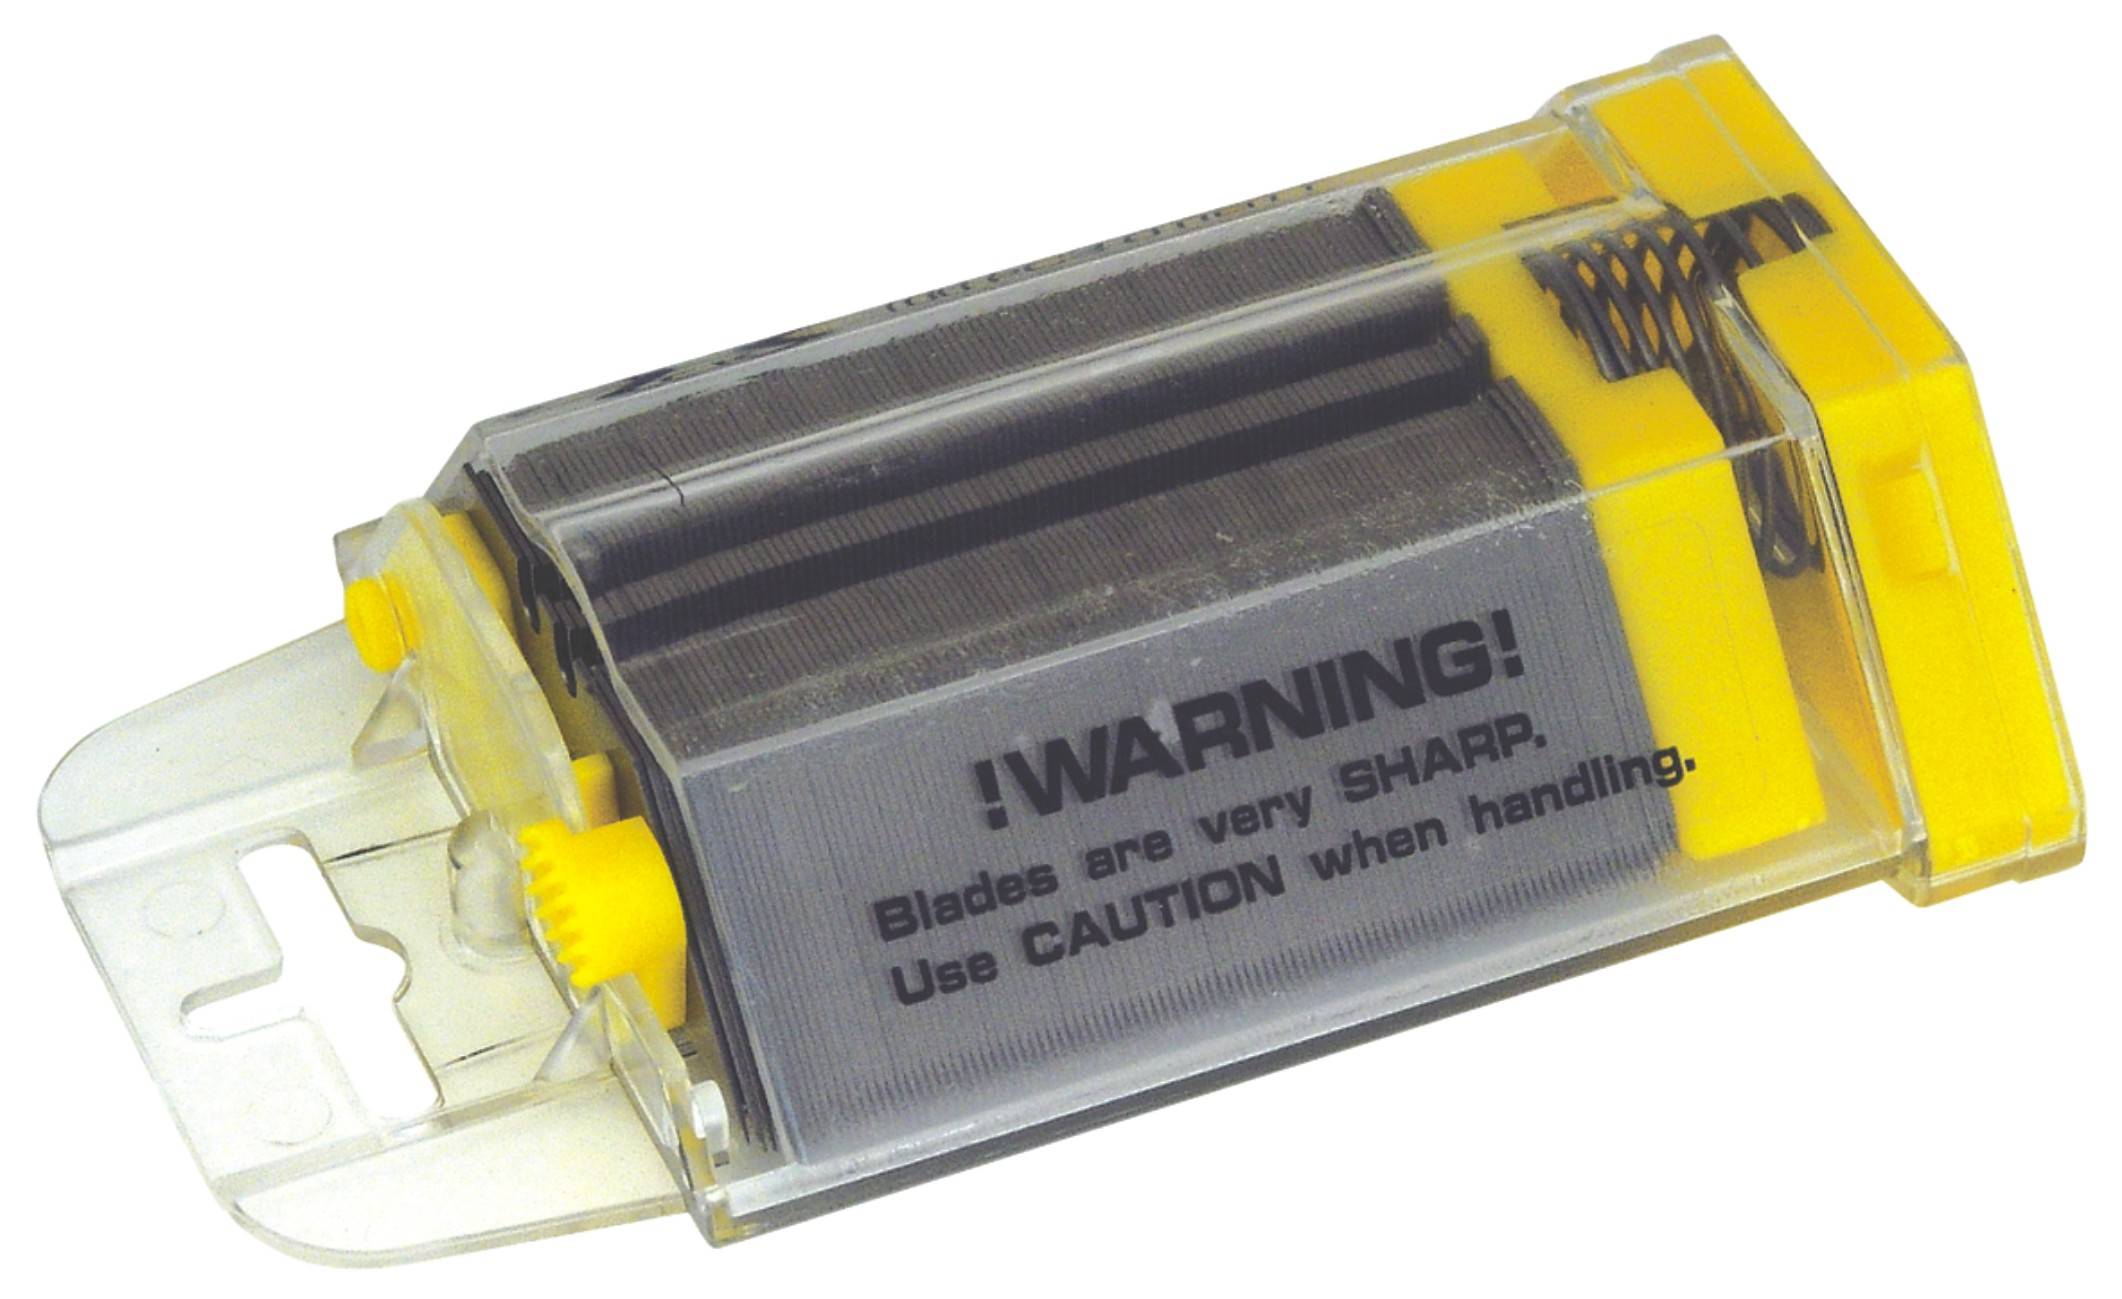 !WARNING!
Blades are very SHARP.
Use CAUTION when handling.